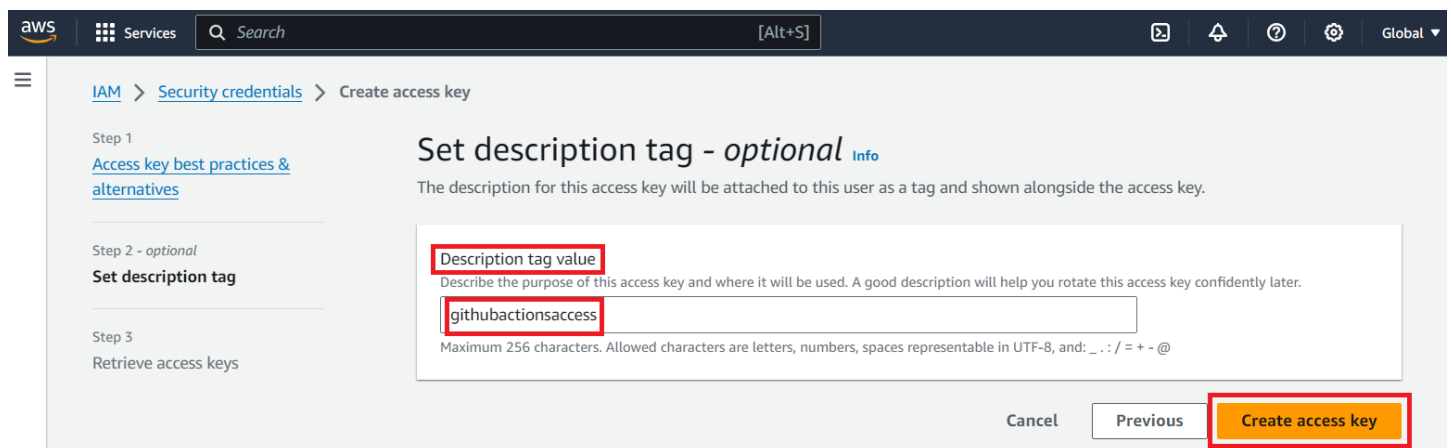 aws
Services
Search
[Alt+S]
Global
IAM > Security credentials > Create access key
Step 1
Access key best practices &
alternatives
Step 2 - optional
Set description tag
Step 3
Retrieve access keys
Set description tag - optional Info
The description for this access key will be attached to this user as a tag and shown alongside the access key.
Description tag value
Describe the purpose of this access key and where it will be used. A good description will help you rotate this access key confidently later.
githubactionsaccess
Maximum 256 characters. Allowed characters are letters, numbers, spaces representable in UTF-8, and: _ . : / = + - @
Cancel
Previous
Create access key